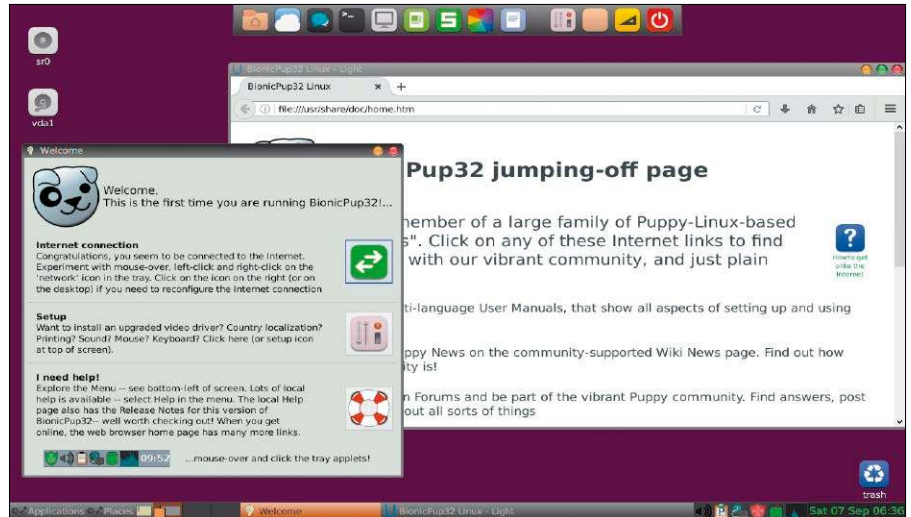 sr0
vda1
BionicPup32 Linux - Light
BionicPup32 Linux
file:///usr/share/doc/home.htm
Pup32 jumping-off page
member of a large family of Puppy-Linux-based
s". Click on any of these Internet links to find
with our vibrant community, and just plain
How to get
onto the
Internet
ti-language User Manuals, that show all aspects of setting up and using
ppy News on the community-supported Wiki News page. Find out how
ity is!
n Forums and be part of the vibrant Puppy community. Find answers, post
out all sorts of things
Welcome
Welcome,
This is the first time you are running BionicPup32!...
Internet connection
Congratulations, you seem to be connected to the Internet.
Experiment with mouse-over, left-click and right-click on the
'network' icon in the tray. Click on the icon on the right (or on
the desktop) if you need to reconfigure the Internet connection
Setup
Want to install an upgraded video driver? Country localization?
Printing? Sound? Mouse? Keyboard? Click here (or setup icon
at top of screen).
I need help!
Explore the Menu -- see bottom-left of screen. Lots of local
help is available -- select Help in the menu. The local Help
page also has the Release Notes for this version of
BionicPup32-- well worth checking out! When you get
online, the web browser home page has many more links.
09:52 ...mouse-over and click the tray applets!
trash
Applications Places Welcome BionicPup32 Linux - Light Sat 07 Sep 06:36